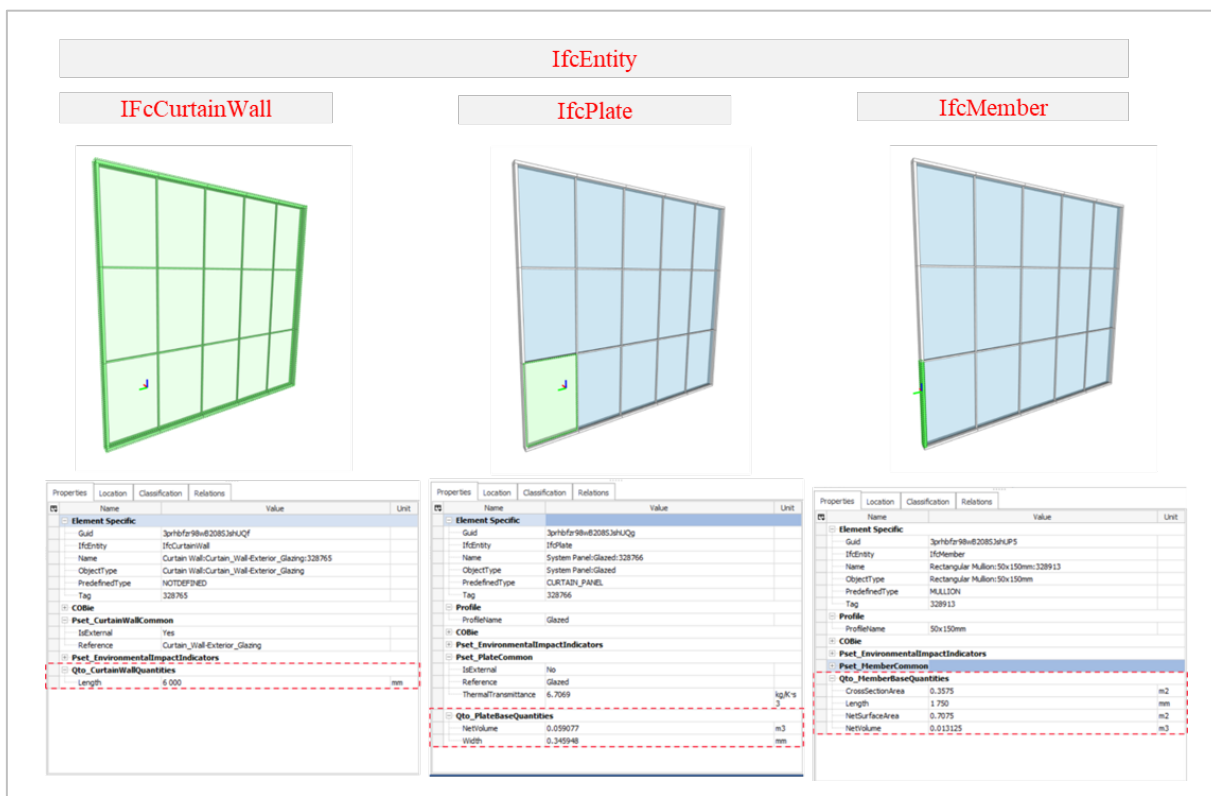 IfcEntity
IFcCurtainWall
IfcPlate
IfcMember
Properties Location Classification Relations
Name Value Unit
Element Specific
Guid 3prhbfzr98wB2085JshUQf
IfcEntity IfcCurtainWall
Name Curtain Wall:Curtain_Wall-Exterior_Glazing:328765
ObjectType Curtain Wall:Curtain_Wall-Exterior_Glazing
PredefinedType NOTDEFINED
Tag 328765
COBie
Pset_CurtainWallCommon
IsExternal Yes
Reference Curtain_Wall-Exterior_Glazing
Pset_EnvironmentalImpactIndicators
Qto_CurtainWallQuantities
Length 6 000 mm
Properties Location Classification Relations
Name Value Unit
Element Specific
Guid 3prhbfzr98wB2085JshUQg
IfcEntity IfcPlate
Name System Panel:Glazed:328766
ObjectType System Panel:Glazed
PredefinedType CURTAIN_PANEL
Tag 328766
Profile
ProfileName Glazed
COBie
Pset_EnvironmentalImpactIndicators
Pset_PlateCommon
IsExternal No
Reference Glazed
ThermalTransmittance 6.7069 kg/K·s
3
Qto_PlateBaseQuantities
NetVolume 0.059077 m3
Width 0.345948 mm
Properties Location Classification Relations
Name Value Unit
Element Specific
Guid 3prhbfzr98wB2085JshUP5
IfcEntity IfcMember
Name Rectangular Mullion:50x150mm:328913
ObjectType Rectangular Mullion:50x150mm
PredefinedType MULLION
Tag 328913
Profile
ProfileName 50x150mm
COBie
Pset_EnvironmentalImpactIndicators
Pset_MemberCommon
Qto_MemberBaseQuantities
CrossSectionArea 0.3575 m2
Length 1 750 mm
NetSurfaceArea 0.7075 m2
NetVolume 0.013125 m3